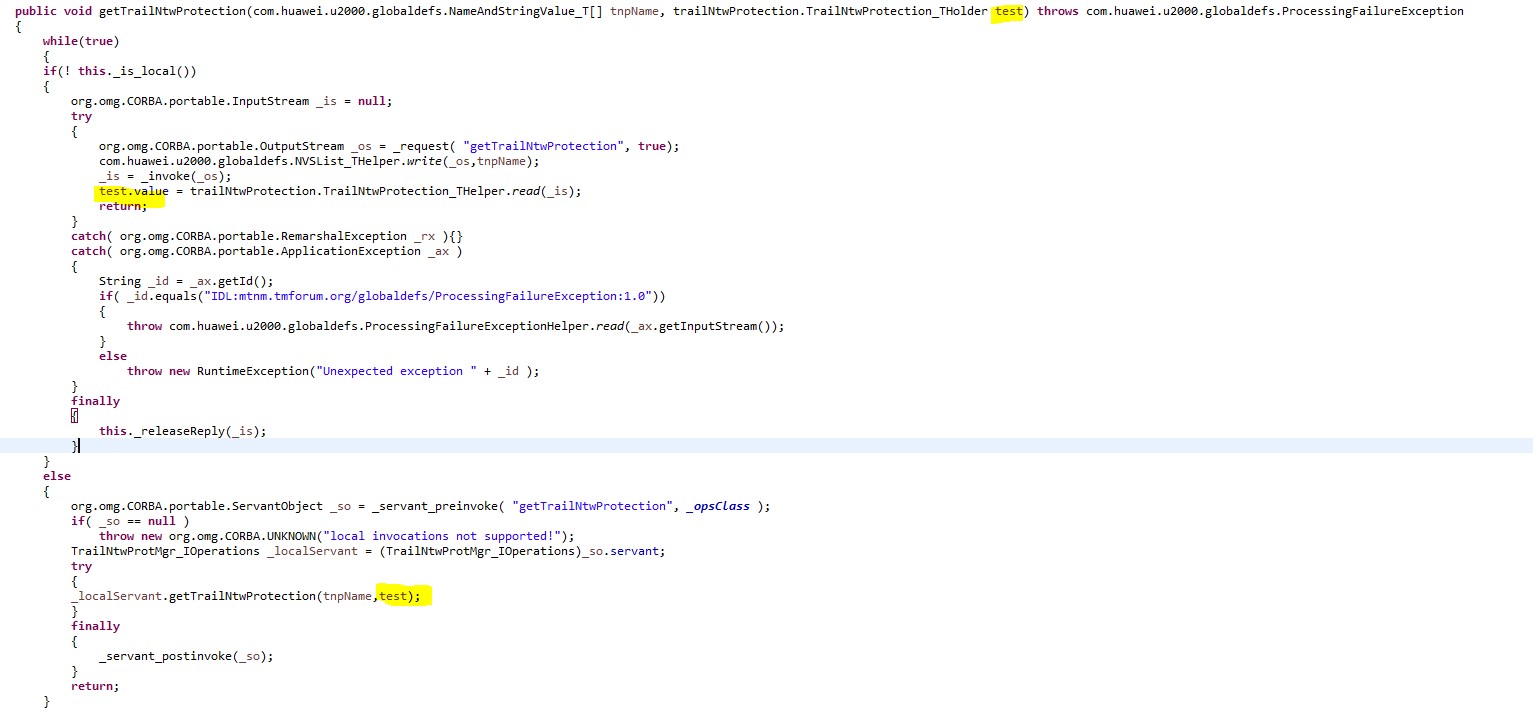 public void getTrailNtwProtection(com.huawei.u2000.globaldefs.NameAndStringValue_T[] tnpName, trailNtwProtection.TrailNtwProtection_THolder test) throws com.huawei.u2000.globaldefs.ProcessingFailureException
{
while(true)
{
if(! this._is_local())
{
org.omg.CORBA.portable.InputStream _is = null;
try
{
org.omg.CORBA.portable.OutputStream _os = _request( "getTrailNtwProtection", true);
com.huawei.u2000.globaldefs.NVSList_THelper.write(_os,tnpName);
_is = _invoke(_os);
test.value = trailNtwProtection.TrailNtwProtection_THelper.read(_is);
return;
}
catch( org.omg.CORBA.portable.RemarshalException _rx ){}
catch( org.omg.CORBA.portable.ApplicationException _ax )
{
String _id = _ax.getId();
if( _id.equals("IDL:mtnm.tmforum.org/globaldefs/ProcessingFailureException:1.0"))
{
throw com.huawei.u2000.globaldefs.ProcessingFailureExceptionHelper.read(_ax.getInputStream());
}
else
throw new RuntimeException("Unexpected exception " + _id );
}
finally
{
this._releaseReply(_is);
}
}
else
{
org.omg.CORBA.portable.ServantObject _so = _servant_preinvoke( "getTrailNtwProtection", _opsClass );
if( _so == null )
throw new org.omg.CORBA.UNKNOWN("local invocations not supported!");
TrailNtwProtMgr_IOperations _localServant = (TrailNtwProtMgr_IOperations)_so.servant;
try
{
_localServant.getTrailNtwProtection(tnpName,test);
}
finally
{
_servant_postinvoke(_so);
}
return;
}